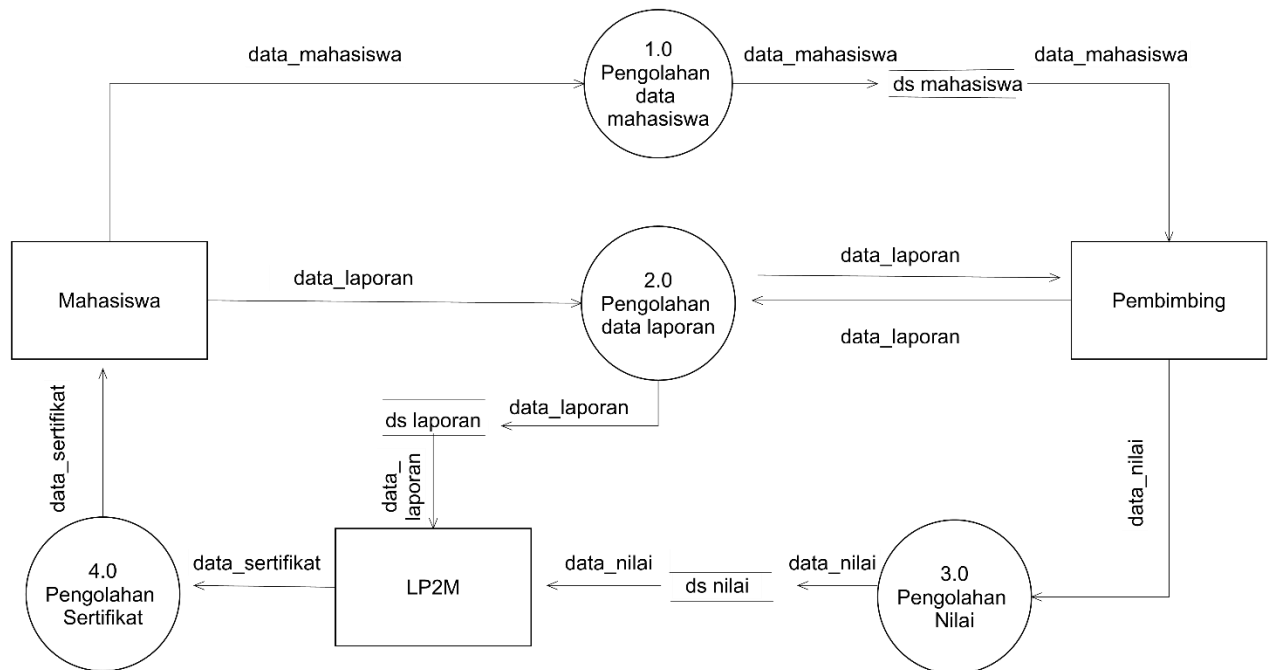 data_mahasiswa
1.0
Pengolahan
data
mahasiswa
data_mahasiswa
ds mahasiswa
data_mahasiswa
Mahasiswa
data_laporan
2.0
Pengolahan
data laporan
data_laporan
data_laporan
Pembimbing
data_sertifikat
ds laporan
data_laporan
data_
laporan
data_nilai
4.0
Pengolahan
Sertifikat
data_sertifikat
LP2M
data_nilai
ds nilai
data_nilai
3.0
Pengolahan
Nilai